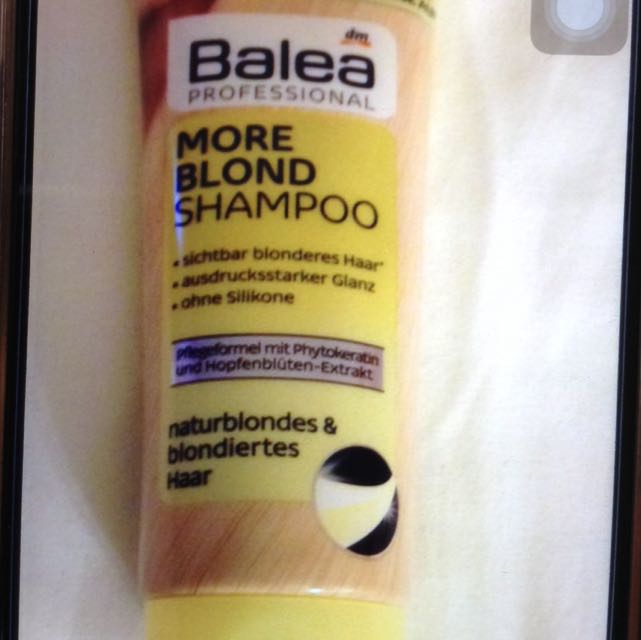 dm
Balea
PROFESSIONAL
MORE
BLOND
SHAMPOO
• sichtbar blonderes Haar*
• ausdrucksstarker Glanz
• ohne Silikone
Pflegeformel mit Phytokeratin
und Hopfenblüten-Extrakt
naturblondes &
blondiertes
Haar